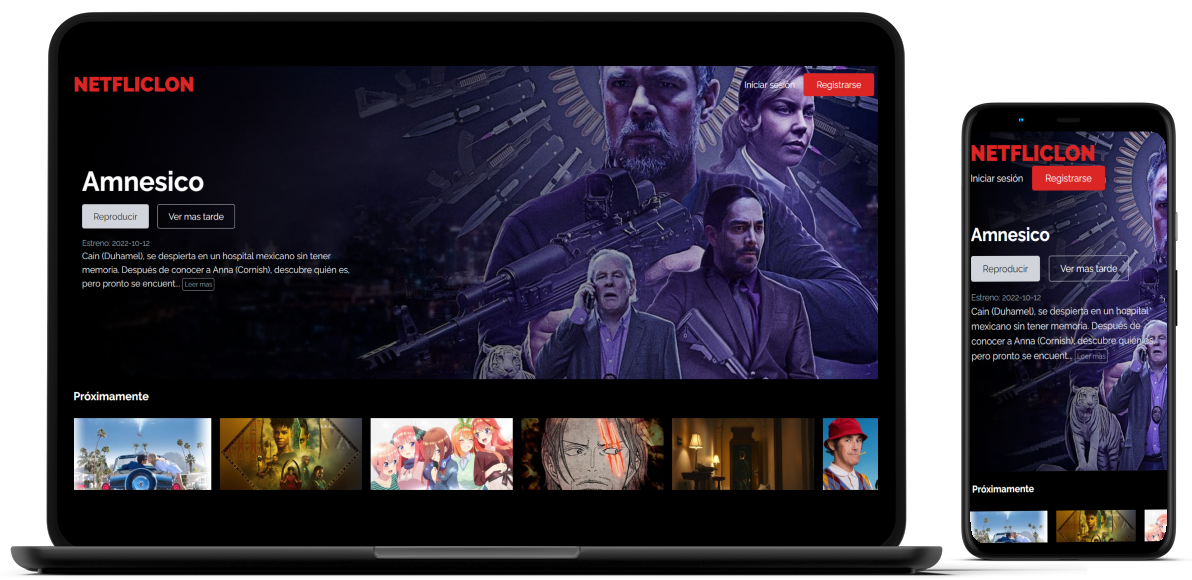 NETFLICLON
Iniciar sesión
Registrarse
Amnesico
Reproducir
Ver mas tarde
Estreno: 2022-10-12
Cain (Duhamel), se despierta en un hospital mexicano sin tener
memoria. Después de conocer a Anna (Cornish), descubre quién es,
pero pronto se encuent... Leer mas
Próximamente
NETFLICLON
Iniciar sesión
Registrarse
Amnesico
Reproducir
Ver mas tarde
Estreno: 2022-10-12
Cain (Duhamel), se despierta en un hospital
mexicano sin tener memoria. Después de
conocer a Anna (Cornish), descubre quién es,
pero pronto se encuent... Leer mas
Próximamente